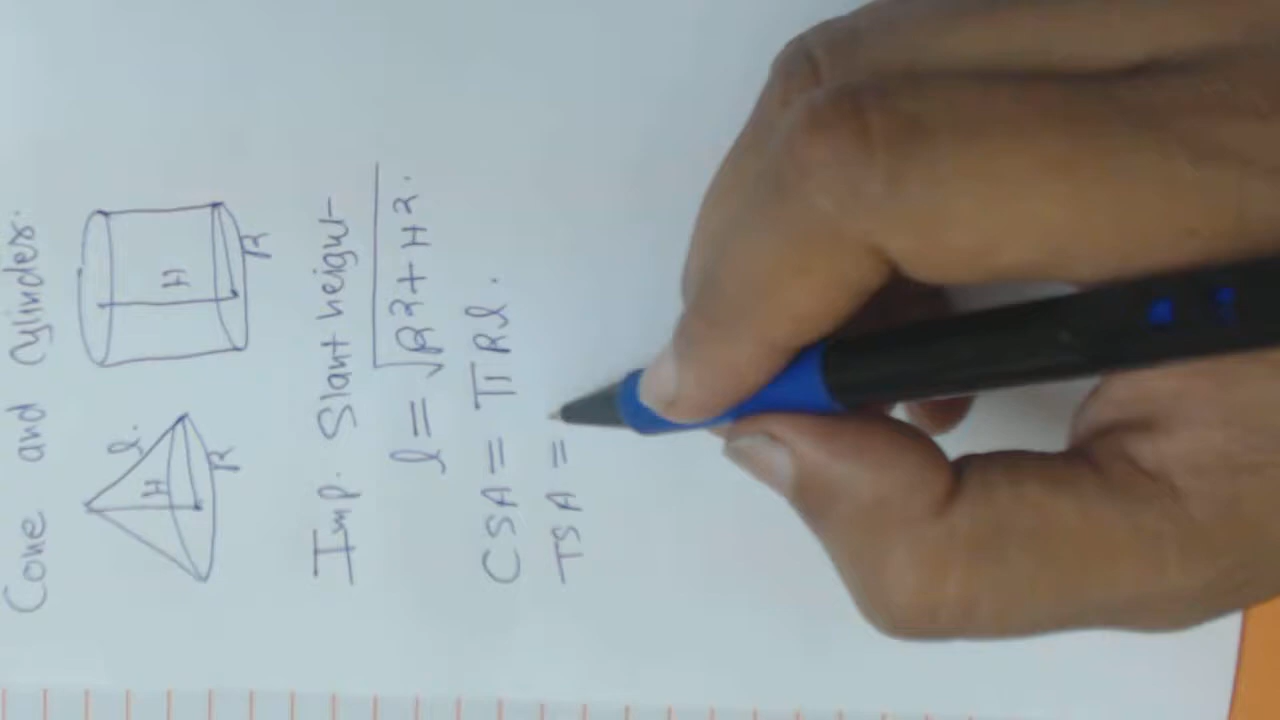 Cone and Cylinder.
l. H R H R
Imp. Slant height
l = √R²+H².
CSA = πRl.
TSA =